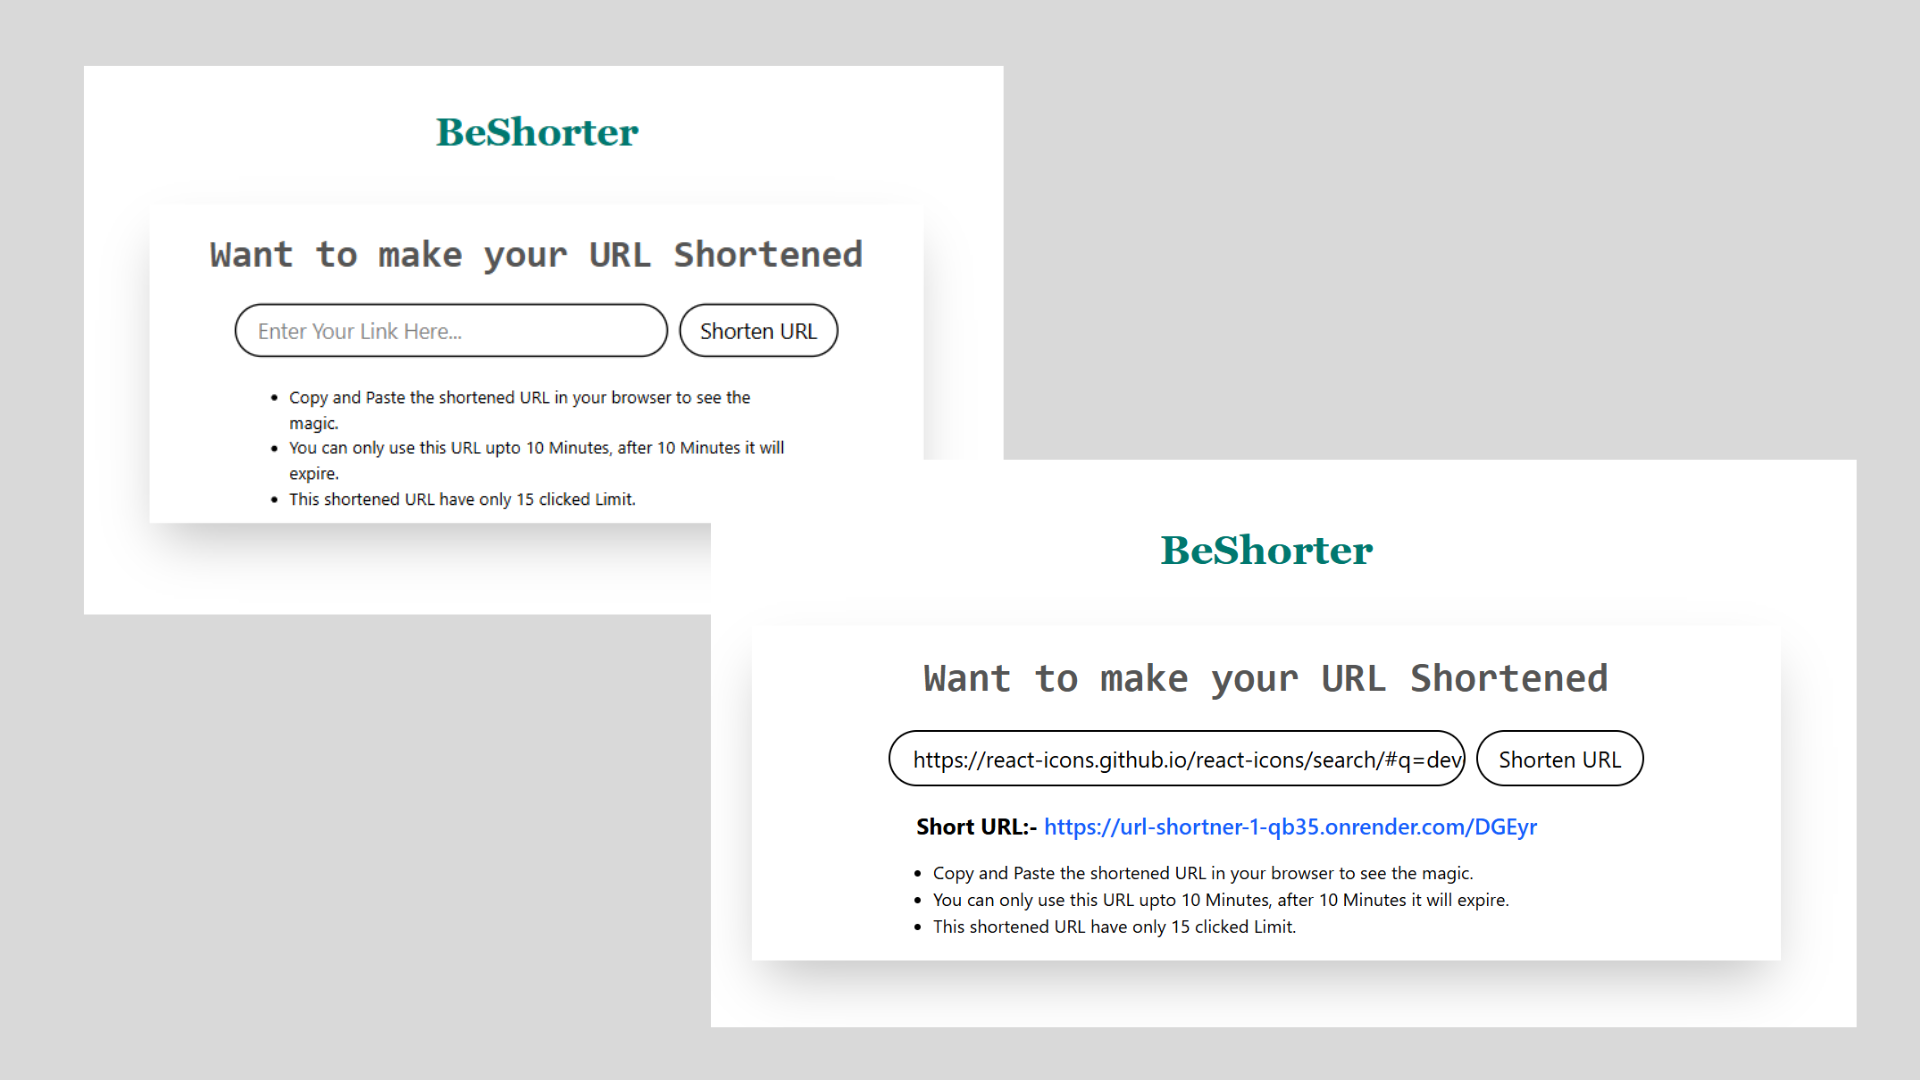 BeShorter
Want to make your URL Shortened
Enter Your Link Here...
Shorten URL
• Copy and Paste the shortened URL in your browser to see the
magic.
• You can only use this URL upto 10 Minutes, after 10 Minutes it will
expire.
• This shortened URL have only 15 clicked Limit.
BeShorter
Want to make your URL Shortened
https://react-icons.github.io/react-icons/search/#q=dev
Shorten URL
Short URL:- https://url-shortner-1-qb35.onrender.com/DGEyr
• Copy and Paste the shortened URL in your browser to see the magic.
• You can only use this URL upto 10 Minutes, after 10 Minutes it will expire.
• This shortened URL have only 15 clicked Limit.